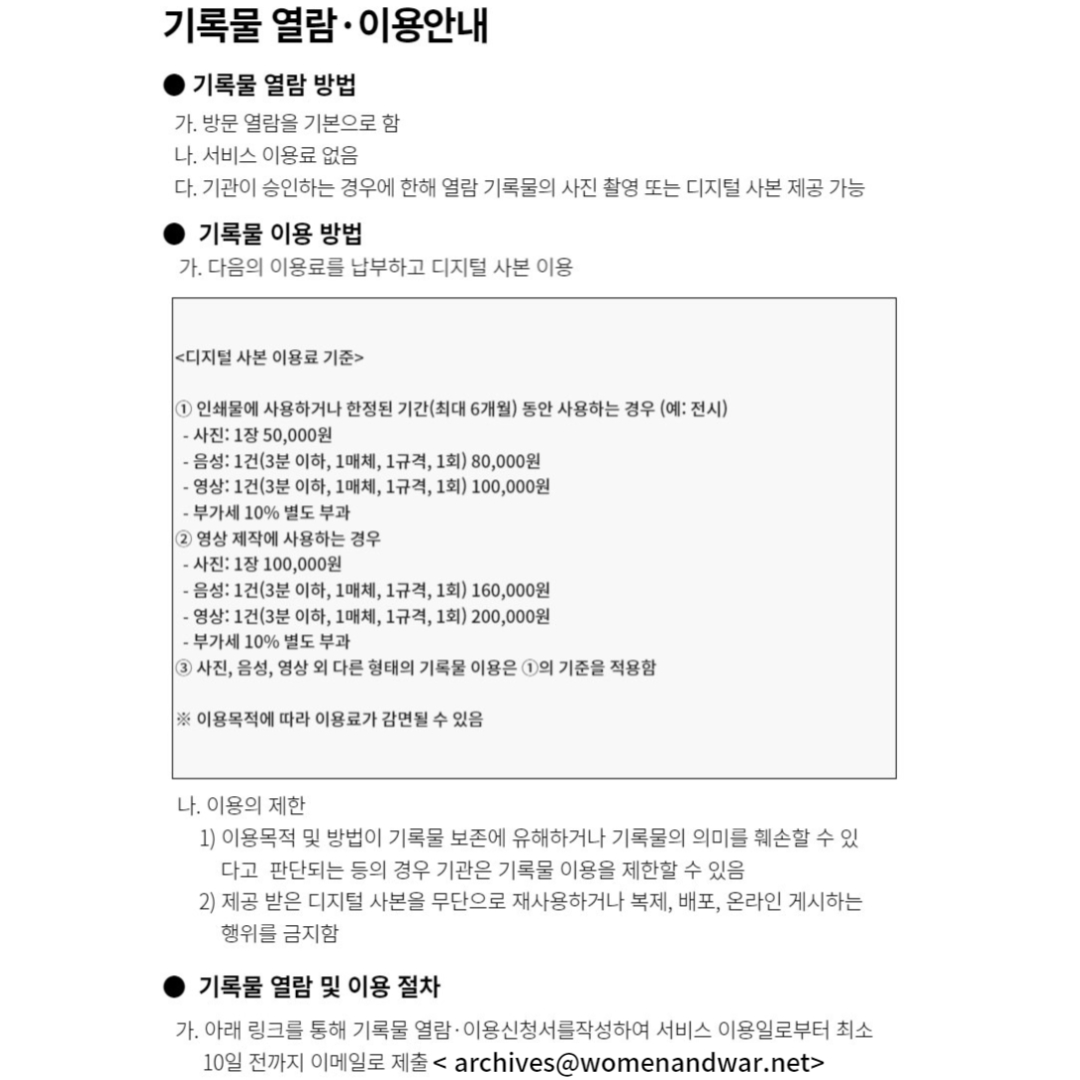 기록물 열람·이용안내
● 기록물 열람 방법
가. 방문 열람을 기본으로 함
나. 서비스 이용료 없음
다. 기관이 승인하는 경우에 한해 열람 기록물의 사진 촬영 또는 디지털 사본 제공 가능
● 기록물 이용 방법
가. 다음의 이용료를 납부하고 디지털 사본 이용
<디지털 사본 이용료 기준>
① 인쇄물에 사용하거나 한정된 기간(최대 6개월) 동안 사용하는 경우 (예: 전시)
- 사진: 1장 50,000원
- 음성: 1건(3분 이하, 1매체, 1규격, 1회) 80,000원
- 영상: 1건(3분 이하, 1매체, 1규격, 1회) 100,000원
- 부가세 10% 별도 부과
② 영상 제작에 사용하는 경우
- 사진: 1장 100,000원
- 음성: 1건(3분 이하, 1매체, 1규격, 1회) 160,000원
- 영상: 1건(3분 이하, 1매체, 1규격, 1회) 200,000원
- 부가세 10% 별도 부과
③ 사진, 음성, 영상 외 다른 형태의 기록물 이용은 ①의 기준을 적용함
※ 이용목적에 따라 이용료가 감면될 수 있음
나. 이용의 제한
1) 이용목적 및 방법이 기록물 보존에 유해하거나 기록물의 의미를 훼손할 수 있
다고 판단되는 등의 경우 기관은 기록물 이용을 제한할 수 있음
2) 제공 받은 디지털 사본을 무단으로 재사용하거나 복제, 배포, 온라인 게시하는
행위를 금지함
● 기록물 열람 및 이용 절차
가. 아래 링크를 통해 기록물 열람·이용신청서를작성하여 서비스 이용일로부터 최소
10일 전까지 이메일로 제출 < archives@womenandwar.net>